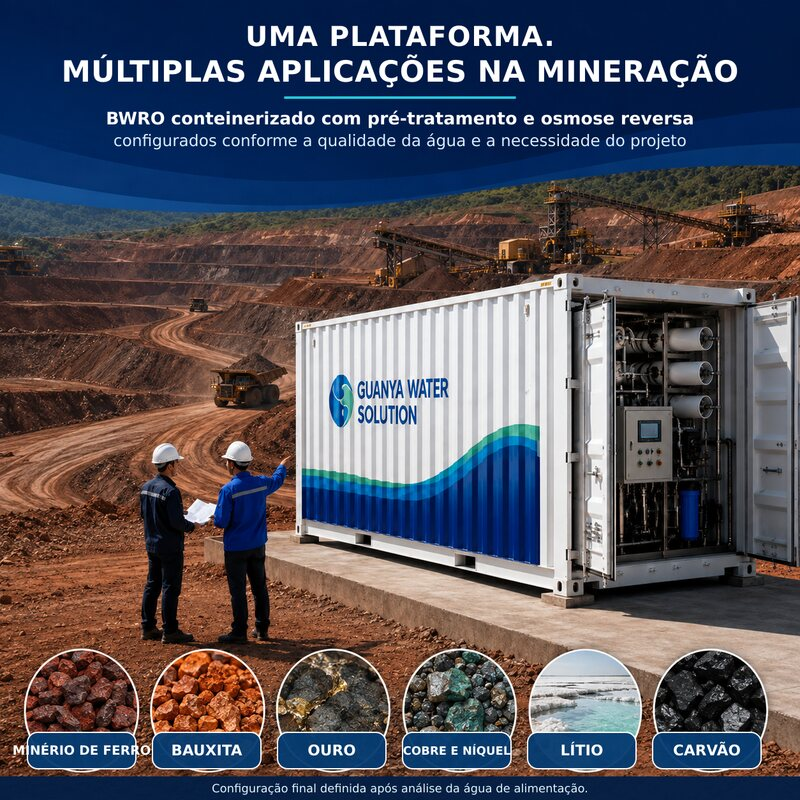 UMA PLATAFORMA.
MÚLTIPLAS APLICAÇÕES NA MINERAÇÃO
BWRO conteinerizado com pré-tratamento e osmose reversa
configurados conforme a qualidade da água e a necessidade do projeto
GUANYA WATER
SOLUTION
MINÉRIO DE FERRO
BAUXITA
OURO
COBRE E NÍQUEL
LÍTIO
CARVÃO
Configuração final definida após análise da água de alimentação.